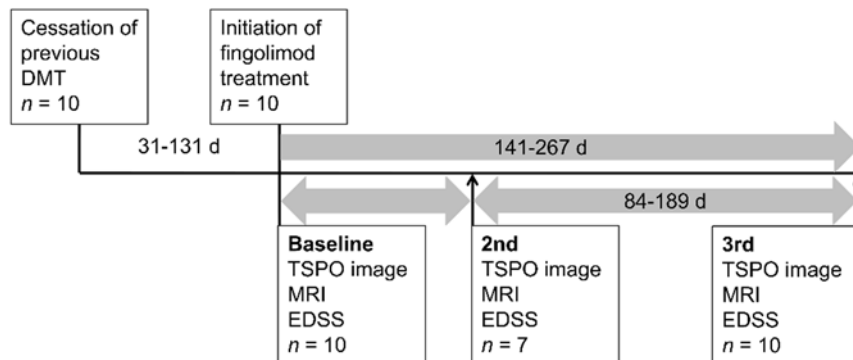 Cessation of
previous
DMT
n = 10
Initiation of
fingolimod
treatment
n = 10
31-131 d
141-267 d
84-189 d
Baseline
TSPO image
MRI
EDSS
n = 10
2nd
TSPO image
MRI
EDSS
n = 7
3rd
TSPO image
MRI
EDSS
n = 10